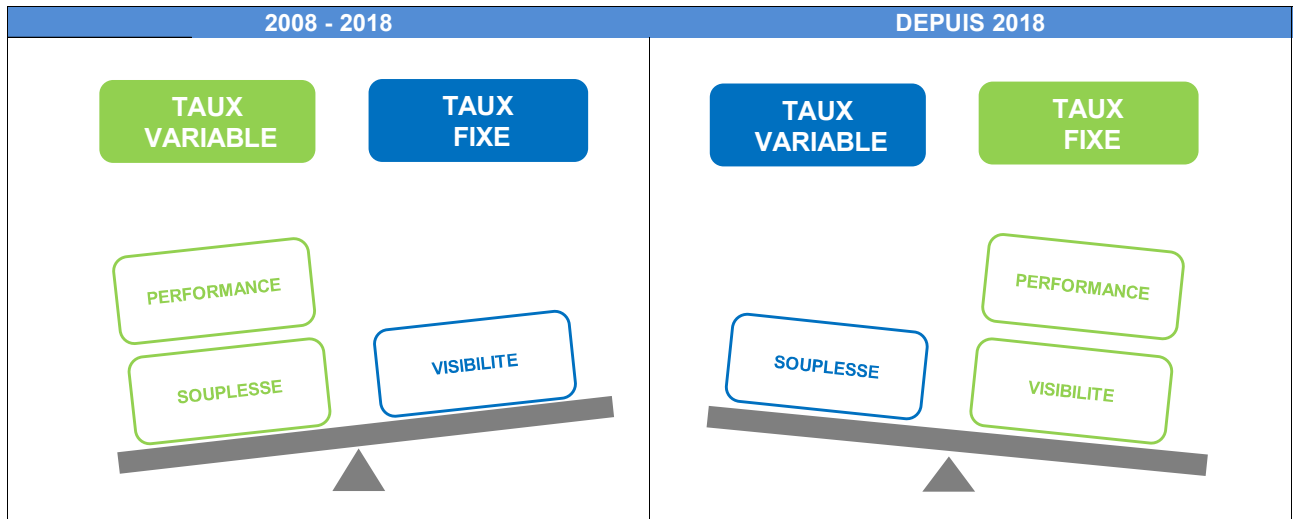 2008 - 2018
TAUX
VARIABLE
TAUX
FIXE
PERFORMANCE
SOUPLESSE
VISIBILITE
DEPUIS 2018
TAUX
VARIABLE
TAUX
FIXE
SOUPLESSE
PERFORMANCE
VISIBILITE